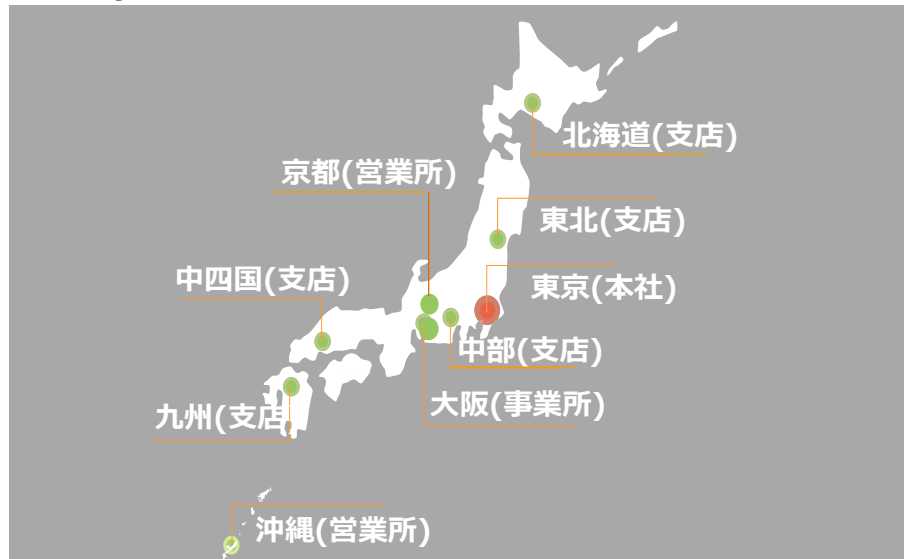 北海道(支店)
京都(営業所)
東北(支店)
中四国(支店)
東京(本社)
中部(支店)
大阪(事業所)
九州(支店
沖縄(営業所)